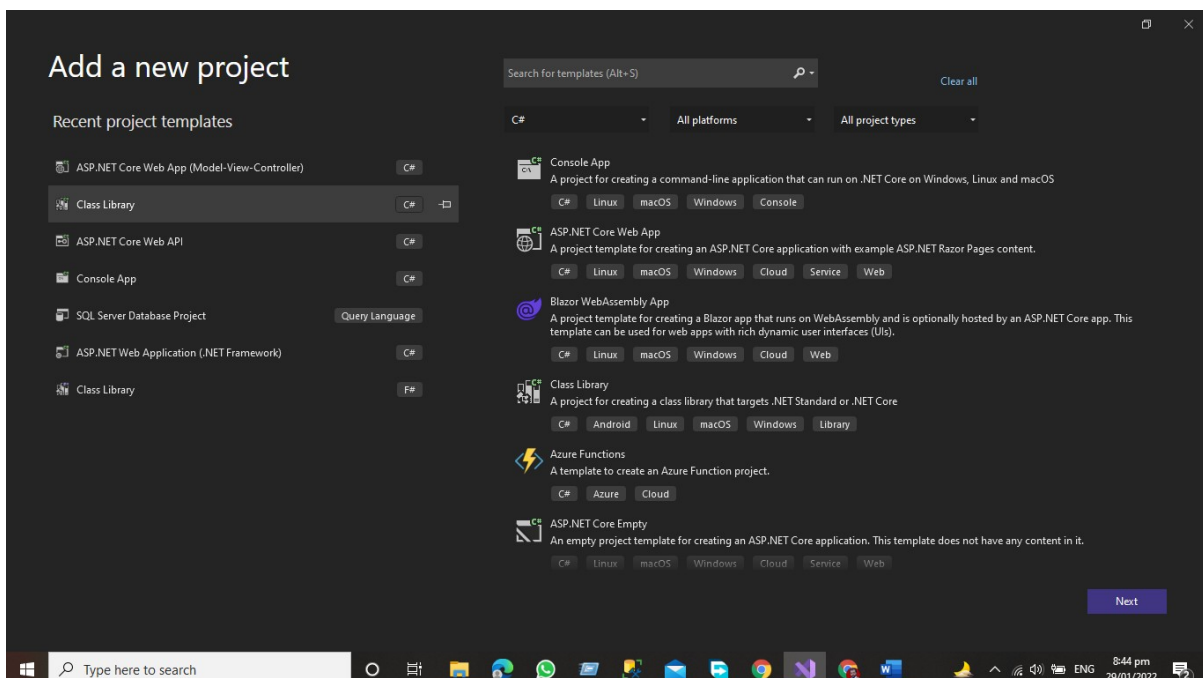 Add a new project
Search for templates (Alt+S)
Clear all
Recent project templates
C#
All platforms
All project types
ASP.NET Core Web App (Model-View-Controller) C#
Class Library C#
ASP.NET Core Web API C#
Console App C#
SQL Server Database Project Query Language
ASP.NET Web Application (.NET Framework) C#
Class Library F#
Console App
A project for creating a command-line application that can run on .NET Core on Windows, Linux and macOS
C# Linux macOS Windows Console
ASP.NET Core Web App
A project template for creating an ASP.NET Core application with example ASP.NET Razor Pages content.
C# Linux macOS Windows Cloud Service Web
Blazor WebAssembly App
A project template for creating a Blazor app that runs on WebAssembly and is optionally hosted by an ASP.NET Core app. This
template can be used for web apps with rich dynamic user interfaces (UIs).
C# Linux macOS Windows Cloud Web
Class Library
A project for creating a class library that targets .NET Standard or .NET Core
C# Android Linux macOS Windows Library
Azure Functions
A template to create an Azure Function project.
C# Azure Cloud
ASP.NET Core Empty
An empty project template for creating an ASP.NET Core application. This template does not have any content in it.
C# Linux macOS Windows Cloud Service Web
Next
Type here to search
ENG
8:44 pm
29/01/2022